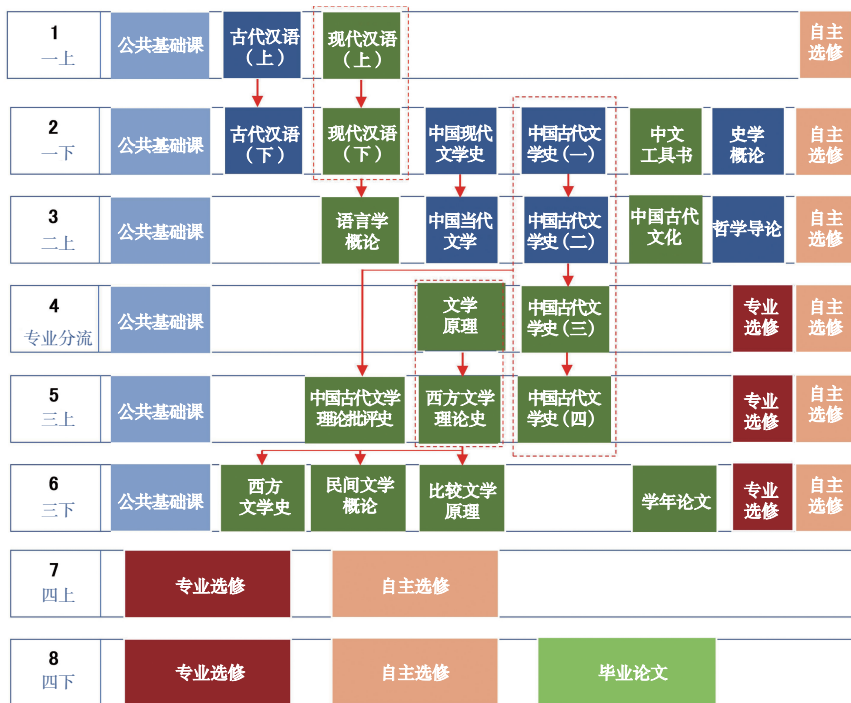 1
一上
公共基础课
古代汉语
（上）
现代汉语
（上）
自主
选修
2
一下
公共基础课
古代汉语
（下）
现代汉语
（下）
中国现代
文学史
中国古代文
学史（一）
中文
工具书
史学
概论
自主
选修
3
二上
公共基础课
语言学
概论
中国当代
文学
中国古代文
学史（二）
中国古代
文化
哲学导论
自主
选修
4
专业分流
公共基础课
文学
原理
中国古代文
学史（三）
专业
选修
自主
选修
5
三上
公共基础课
中国古代文学
理论批评史
西方文学
理论史
中国古代文
学史（四）
专业
选修
自主
选修
6
三下
公共基础课
西方
文学史
民间文学
概论
比较文学
原理
学年论文
专业
选修
自主
选修
7
四上
专业选修
自主选修
8
四下
专业选修
自主选修
毕业论文